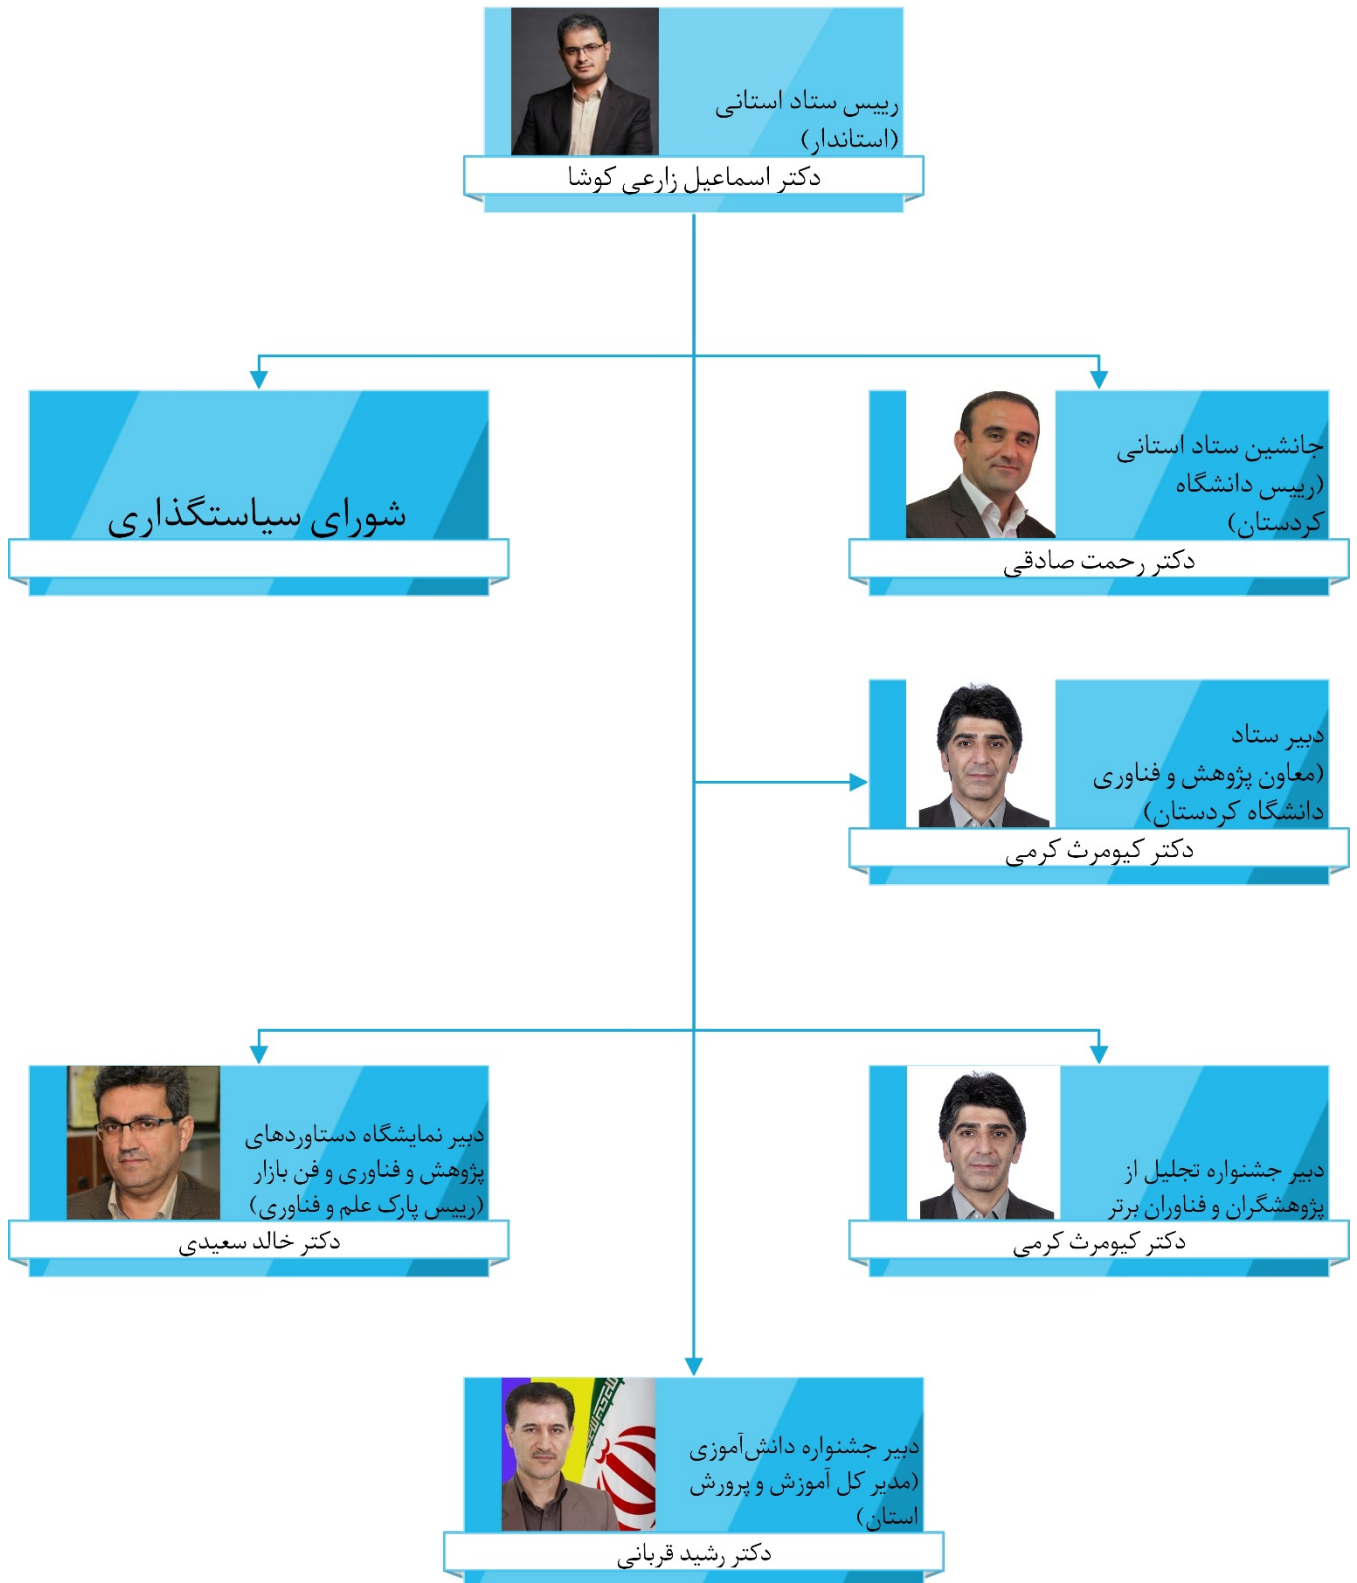 رییس ستاد استانی
(استاندار)
دکتر اسماعیل زارعی کوشا
جانشین ستاد استانی
(رییس دانشگاه
کردستان)
دکتر رحمت صادقی
شورای سیاستگذاری
دبیر ستاد
(معاون پژوهش و فناوری
دانشگاه کردستان)
دکتر کیومرث کرمی
دبیر جشنواره تجلیل از
پژوهشگران و فناوران برتر
دکتر کیومرث کرمی
دبیر نمایشگاه دستاوردهای
پژوهش و فناوری و فن بازار
(رییس پارک علم و فناوری)
دکتر خالد سعیدی
دبیر جشنواره دانش‌آموزی
(مدیر کل آموزش و پرورش
استان)
دکتر رشید قربانی